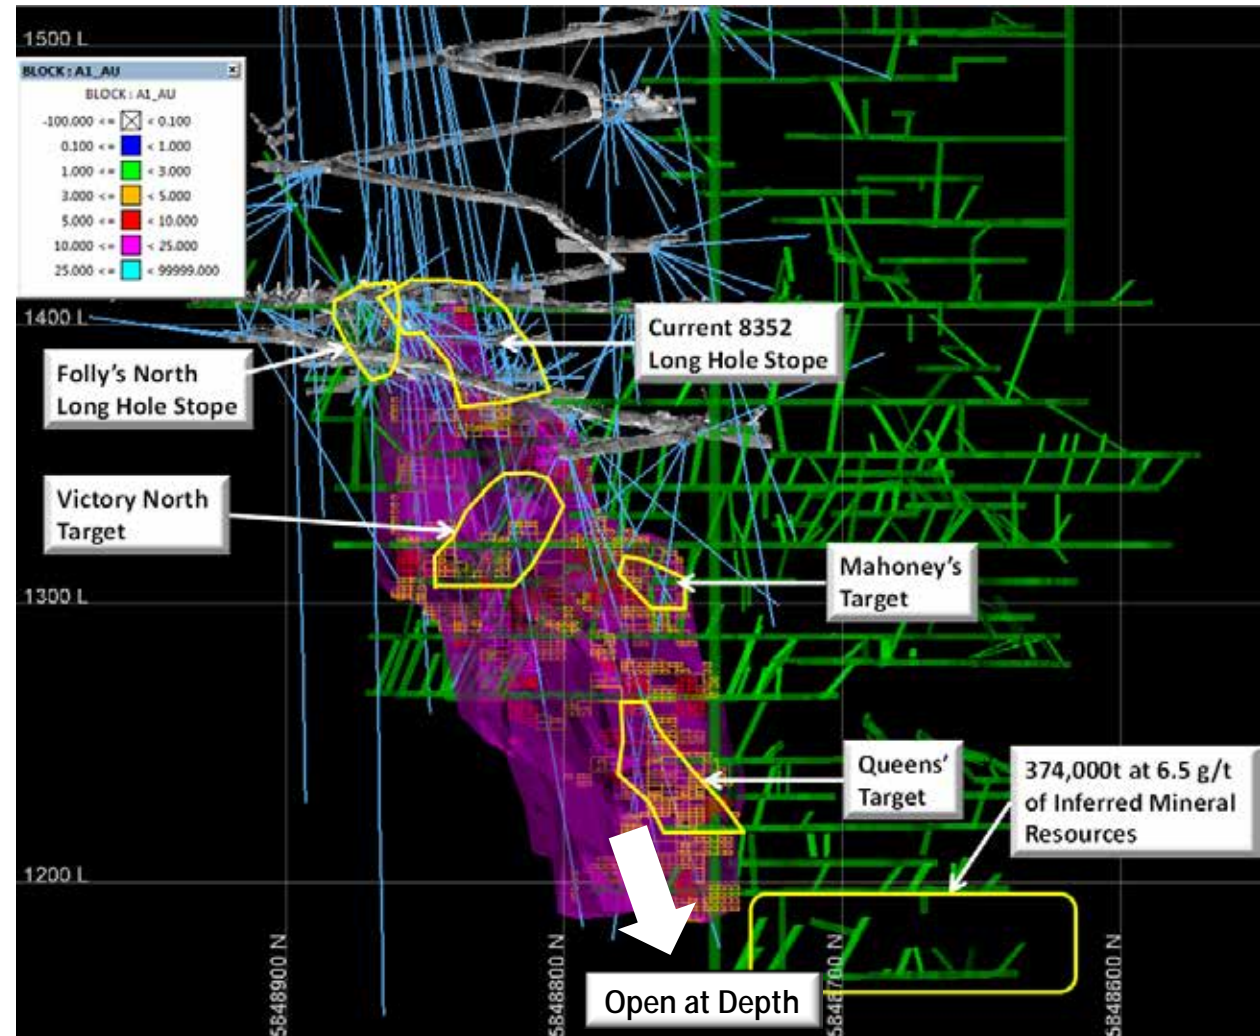 1500 L
BLOCK : A1_AU
BLOCK : A1_AU
-100.000 <= < 0.100
0.100 <= < 1.000
1.000 <= < 3.000
3.000 <= < 5.000
5.000 <= < 10.000
10.000 <= < 25.000
25.000 <= < 99999.000
1400 L
Current 8352
Long Hole Stope
Folly's North
Long Hole Stope
Victory North
Target
Mahoney's
Target
1300 L
Queens'
Target
374,000t at 6.5 g/t
of Inferred Mineral
Resources
1200 L
5848900 N
5848800 N
5848700 N
5848600 N
Open at Depth